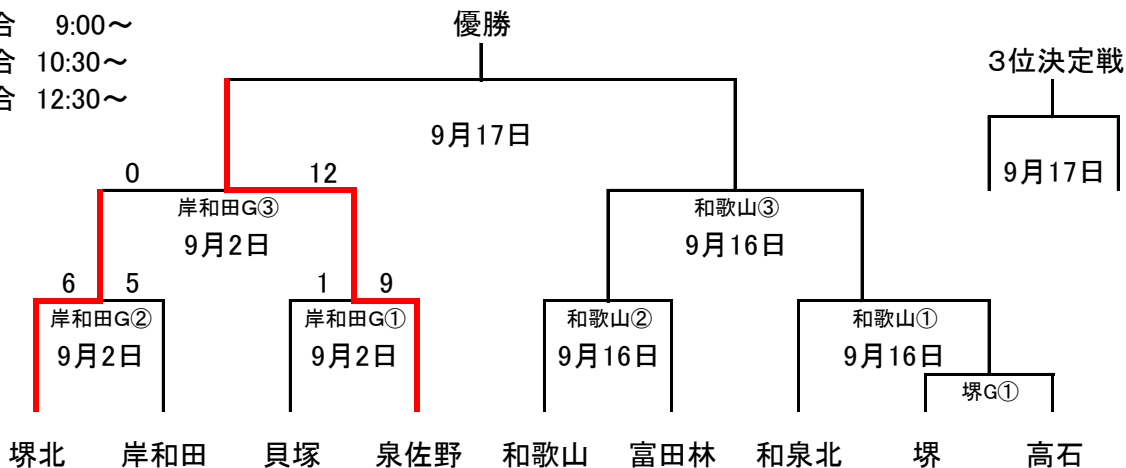 合 9:00～
優勝
合 10:30～
3位決定戦
合 12:30～
9月17日
0 12
9月17日
岸和田G③
和歌山③
9月2日
9月16日
6 5 1 9
岸和田G② 岸和田G① 和歌山② 和歌山①
9月2日 9月2日 9月16日 9月16日
堺G①
堺北 岸和田 貝塚 泉佐野 和歌山 富田林 和泉北 堺 高石